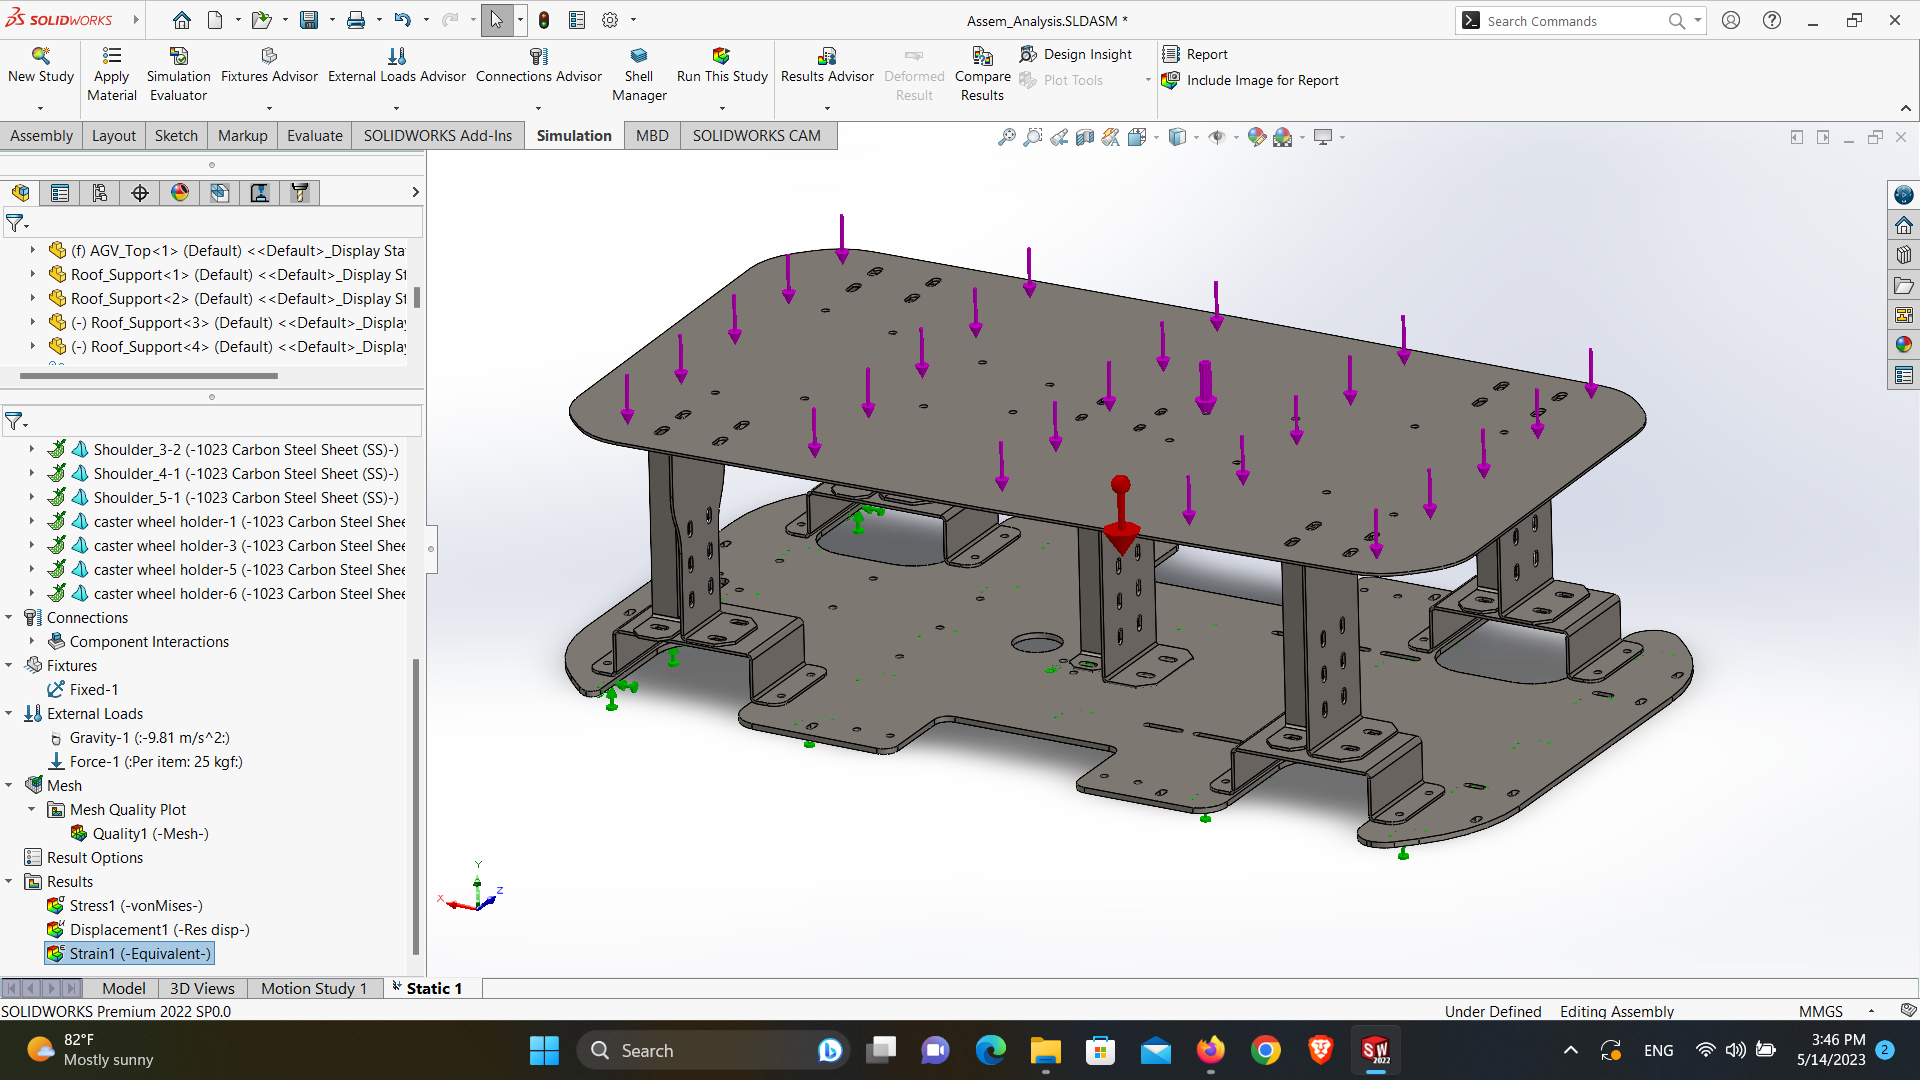 SOLIDWORKS
Assem_Analysis.SLDASM *
Search Commands
New Study
Apply Material
Simulation Evaluator
Fixtures Advisor
External Loads Advisor
Connections Advisor
Shell Manager
Run This Study
Results Advisor
Deformed Result
Compare Results
Design Insight
Plot Tools
Report
Include Image for Report
Assembly
Layout
Sketch
Markup
Evaluate
SOLIDWORKS Add-Ins
Simulation
MBD
SOLIDWORKS CAM
(f) AGV_Top<1> (Default) <<Default>_Display Sta
Roof_Support<1> (Default) <<Default>_Display St
Roof_Support<2> (Default) <<Default>_Display St
(-) Roof_Support<3> (Default) <<Default>_Display
(-) Roof_Support<4> (Default) <<Default>_Display
Shoulder_3-2 (-1023 Carbon Steel Sheet (SS)-)
Shoulder_4-1 (-1023 Carbon Steel Sheet (SS)-)
Shoulder_5-1 (-1023 Carbon Steel Sheet (SS)-)
caster wheel holder-1 (-1023 Carbon Steel Shee
caster wheel holder-3 (-1023 Carbon Steel Shee
caster wheel holder-5 (-1023 Carbon Steel Shee
caster wheel holder-6 (-1023 Carbon Steel Shee
Connections
Component Interactions
Fixtures
Fixed-1
External Loads
Gravity-1 (:-9.81 m/s^2:)
Force-1 (:Per item: 25 kgf:)
Mesh
Mesh Quality Plot
Quality1 (-Mesh-)
Result Options
Results
Stress1 (-vonMises-)
Displacement1 (-Res disp-)
Strain1 (-Equivalent-)
Y
X
Z
Model
3D Views
Motion Study 1
Static 1
SOLIDWORKS Premium 2022 SP0.0
Under Defined
Editing Assembly
MMGS
82°F
Mostly sunny
Search
SW
2022
ENG
3:46 PM
5/14/2023
2